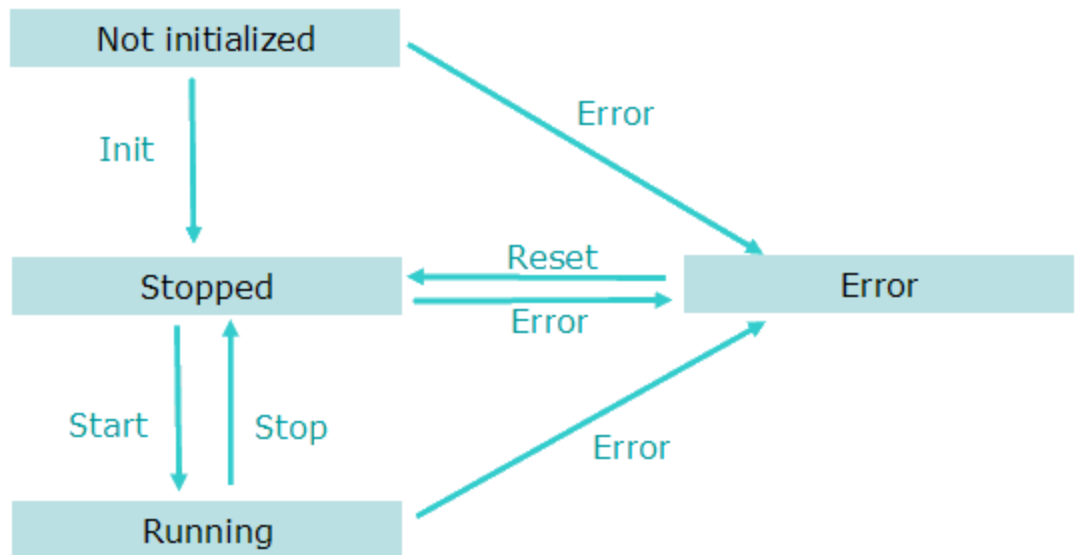 Not initialized
Error
Init
Reset
Stopped
Error
Error
Start
Stop
Error
Running